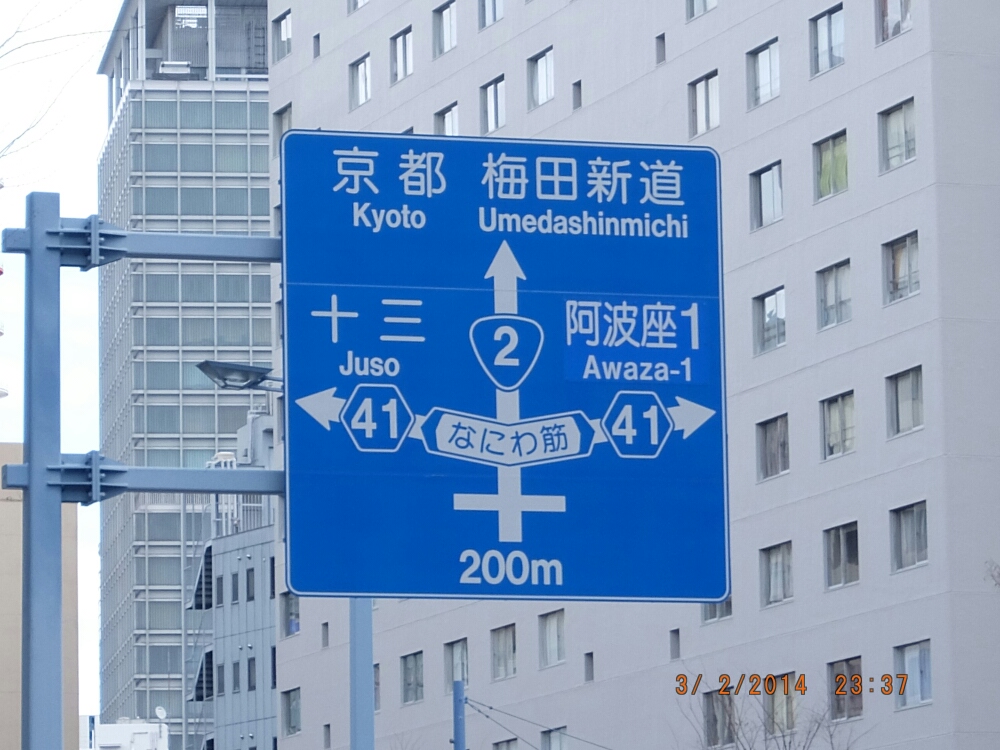 京都 梅田新道
Kyoto Umedashinmichi
十三 2 阿波座1
Juso Awaza-1
41 なにわ筋 41
200m
3/ 2/2014 23:37